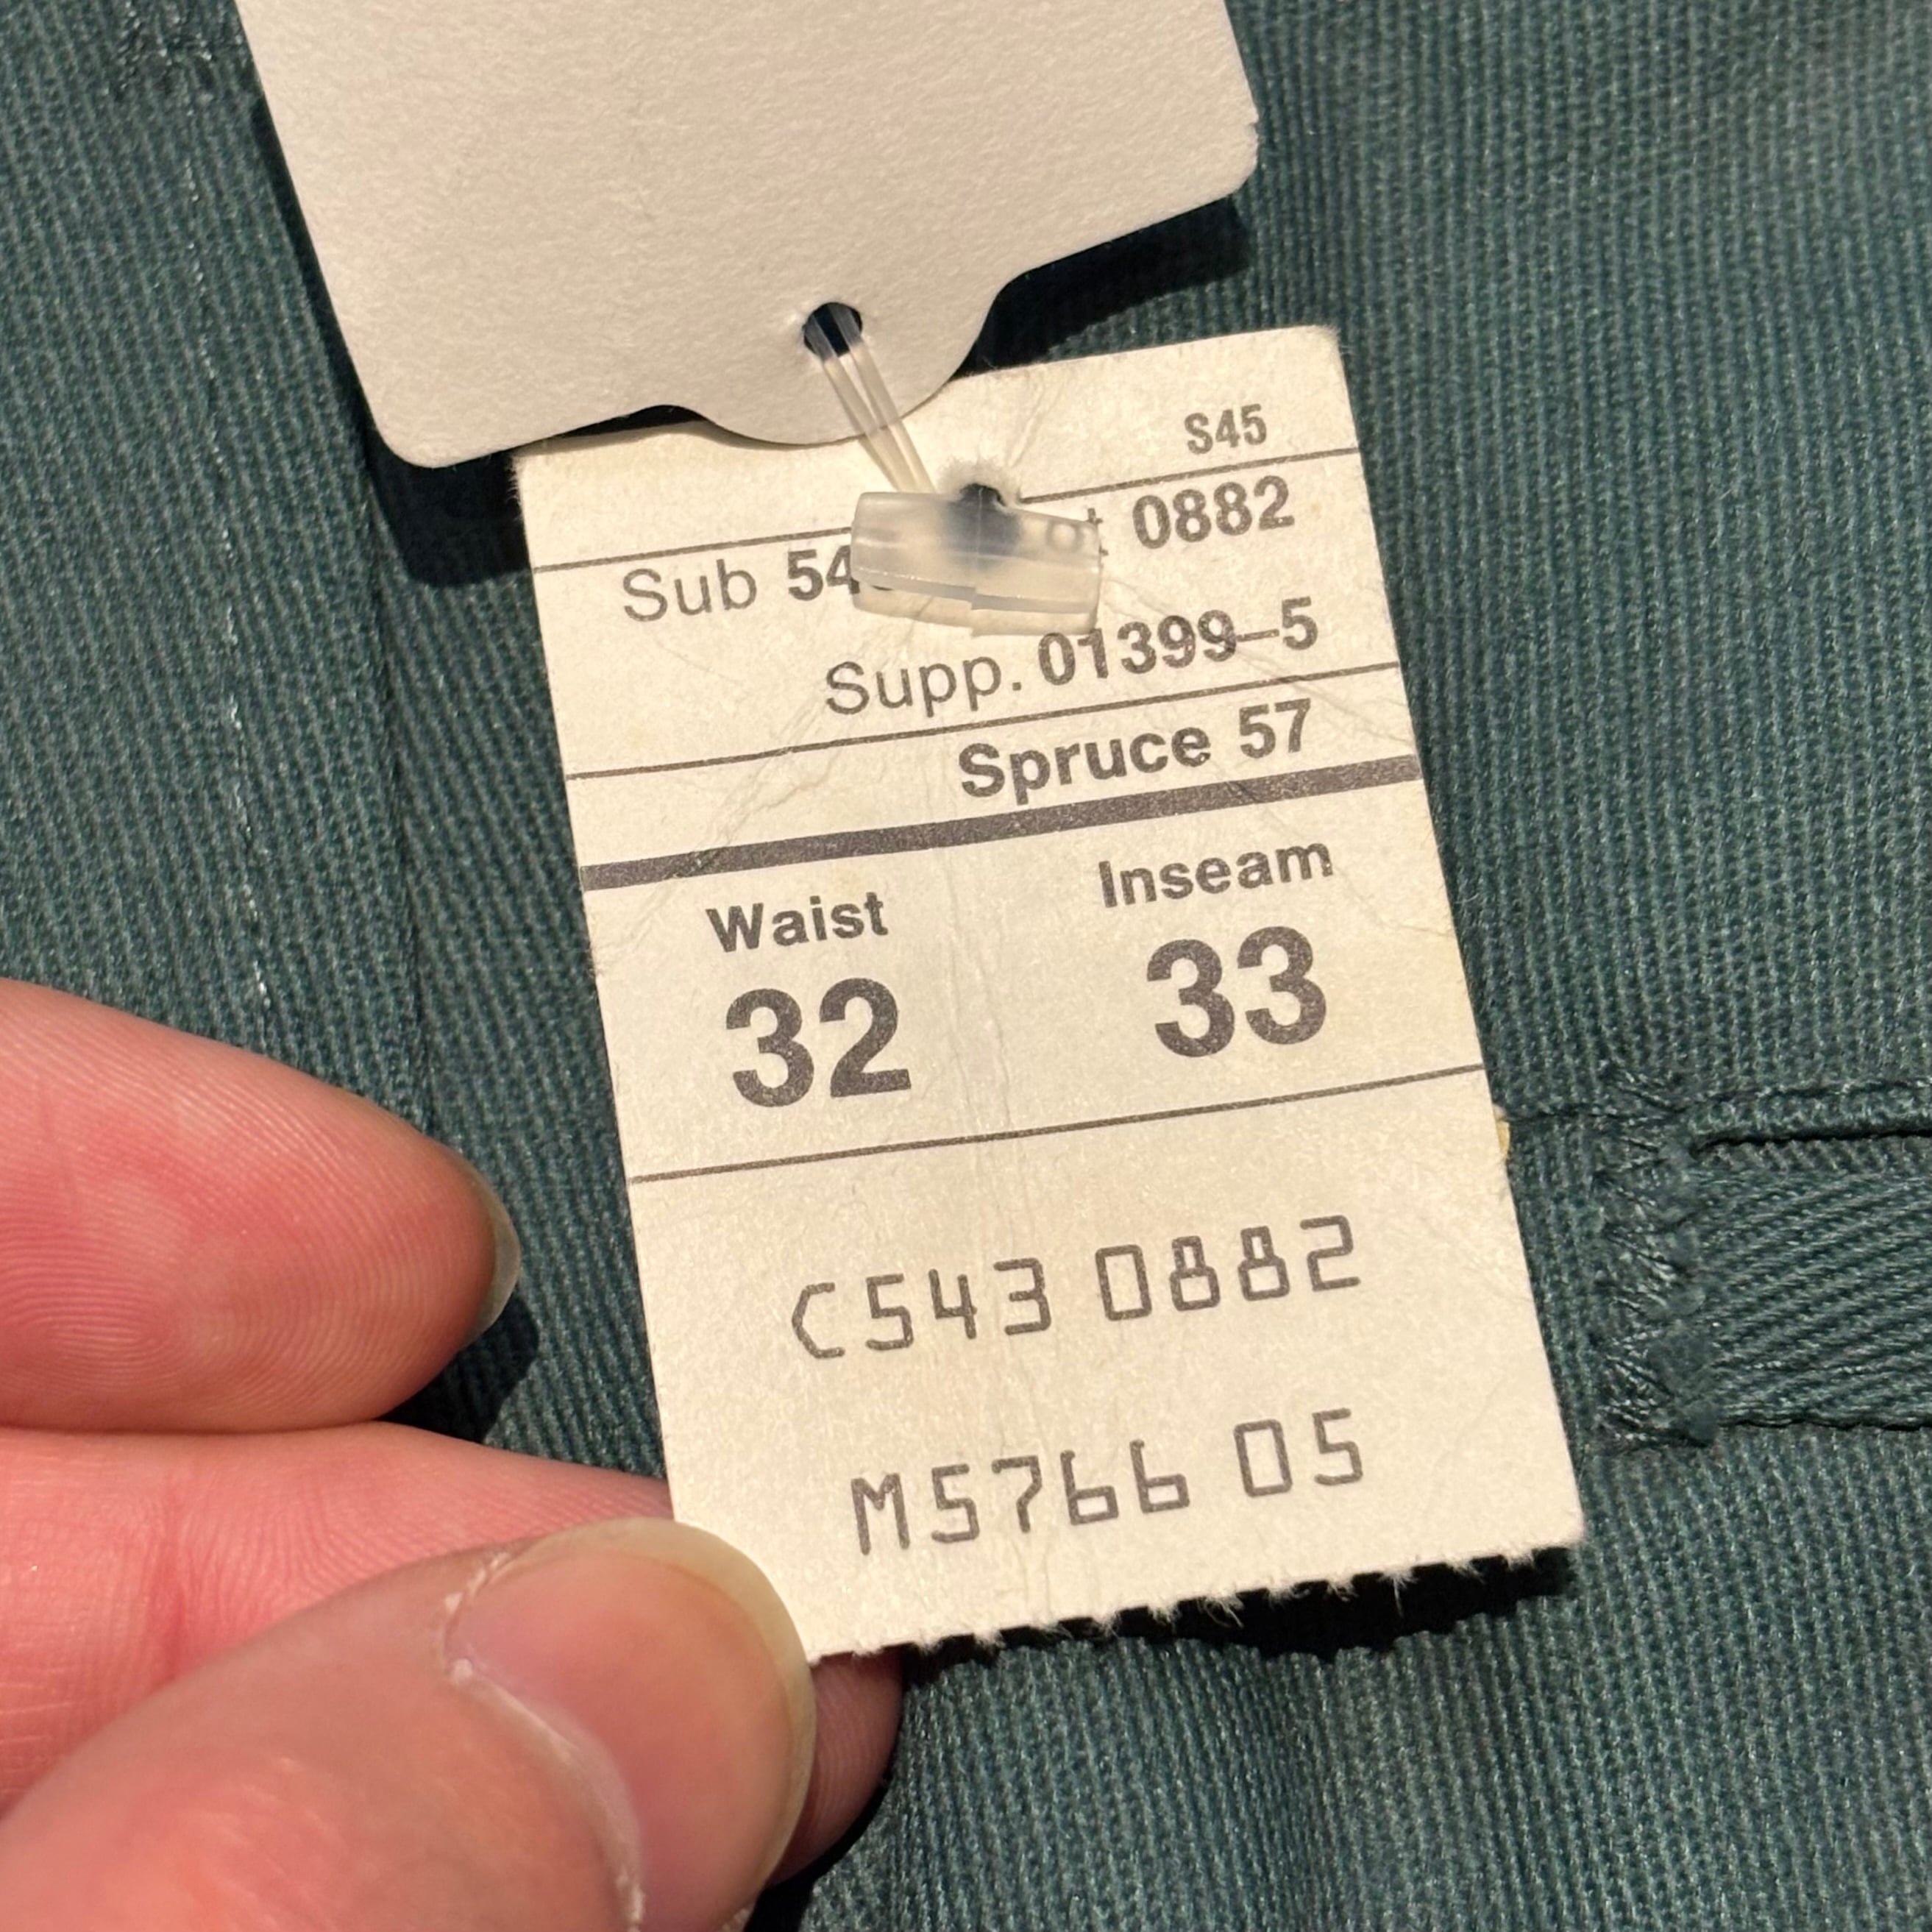 S45
Sub 54 0882
Supp. 01399-5
Spruce 57
Waist Inseam
32 33
C543 0882
M5766 05